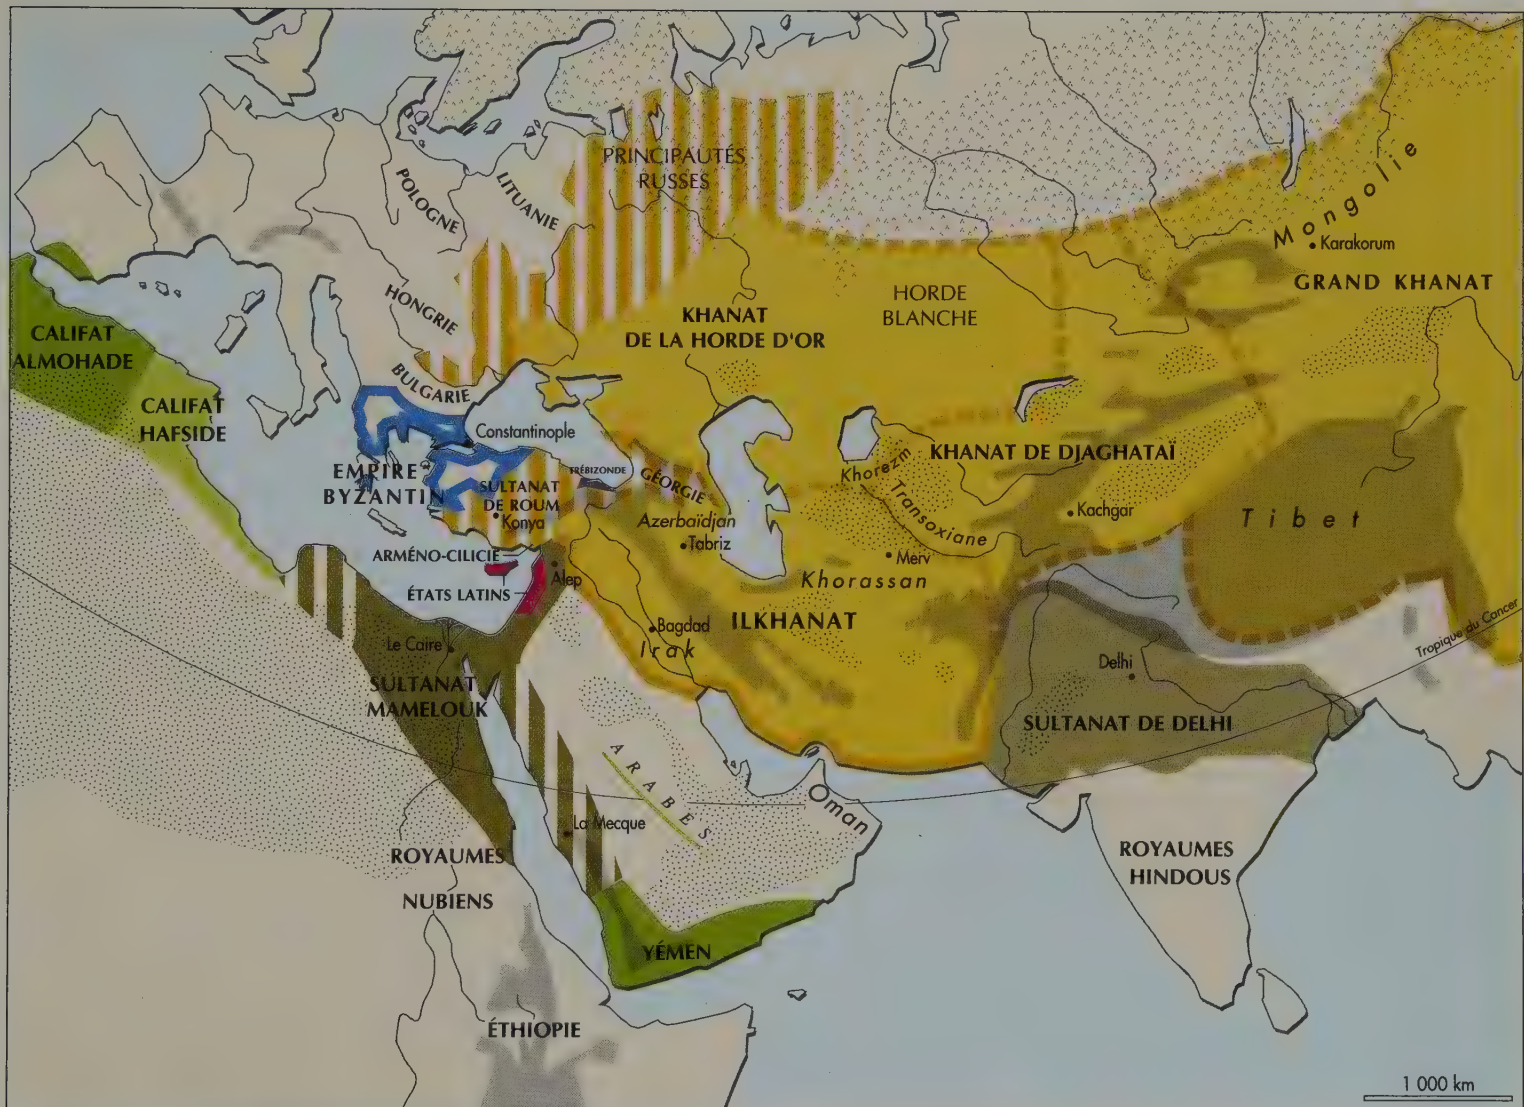 PRINCIPAUTÉS
RUSSES
POLOGNE
LITUANIE
Mongolie
Karakorum
GRAND KHANAT
HONGRIE
KHANAT
DE LA HORDE D'OR
HORDE
BLANCHE
CALIFAT
ALMOHADE
BULGARIE
CALIFAT
HAFSIDE
Constantinople
KHANAT DE DJAGHATAÏ
EMPIRE
BYZANTIN
TRÉBIZONDE
GÉORGIE
Khorezm
Transoxiane
SULTANAT
DE ROUM
Konya
Azerbaïdjan
Tabriz
Kachgar
Tibet
Merv
Khorassan
ARMÉNO-CILICIE
ÉTATS LATINS
Alep
Bagdad
Irak
ILKHANAT
Tropique du Cancer
Le Caire
SULTANAT
MAMELOUK
Delhi
SULTANAT DE DELHI
ARABES
Oman
La Mecque
ROYAUMES
NUBIENS
ROYAUMES
HINDOUS
YÉMEN
ÉTHIOPIE
1 000 km